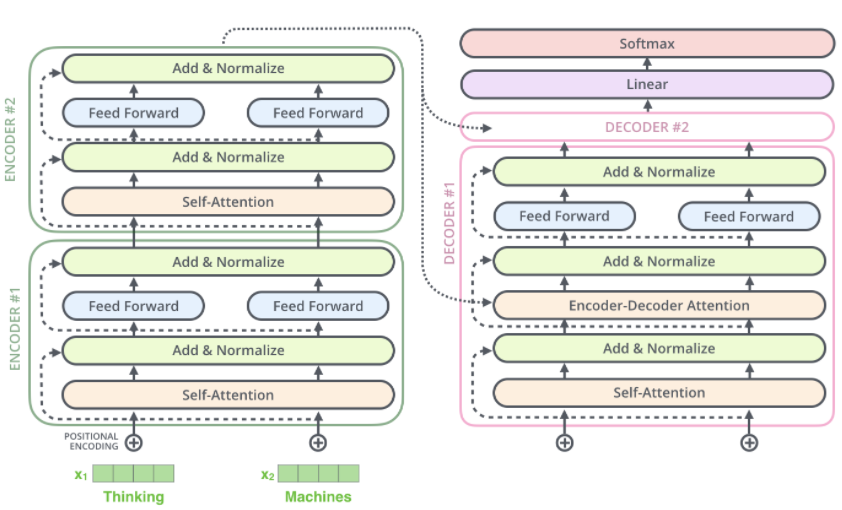 ENCODER #2
Add & Normalize
Feed Forward
Feed Forward
Add & Normalize
Self-Attention
ENCODER #1
Add & Normalize
Feed Forward
Feed Forward
Add & Normalize
Self-Attention
POSITIONAL
ENCODING
x₁
Thinking
x₂
Machines
Softmax
Linear
DECODER #2
DECODER #1
Add & Normalize
Feed Forward
Feed Forward
Add & Normalize
Encoder-Decoder Attention
Add & Normalize
Self-Attention